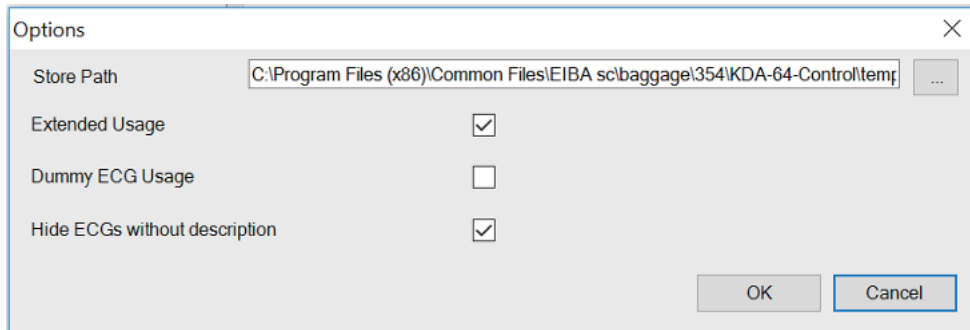 Options
Store Path C:\Program Files (x86)\Common Files\EIBA sc\baggage\354\KDA-64-Control\temp ...
Extended Usage
Dummy ECG Usage
Hide ECGs without description
OK Cancel